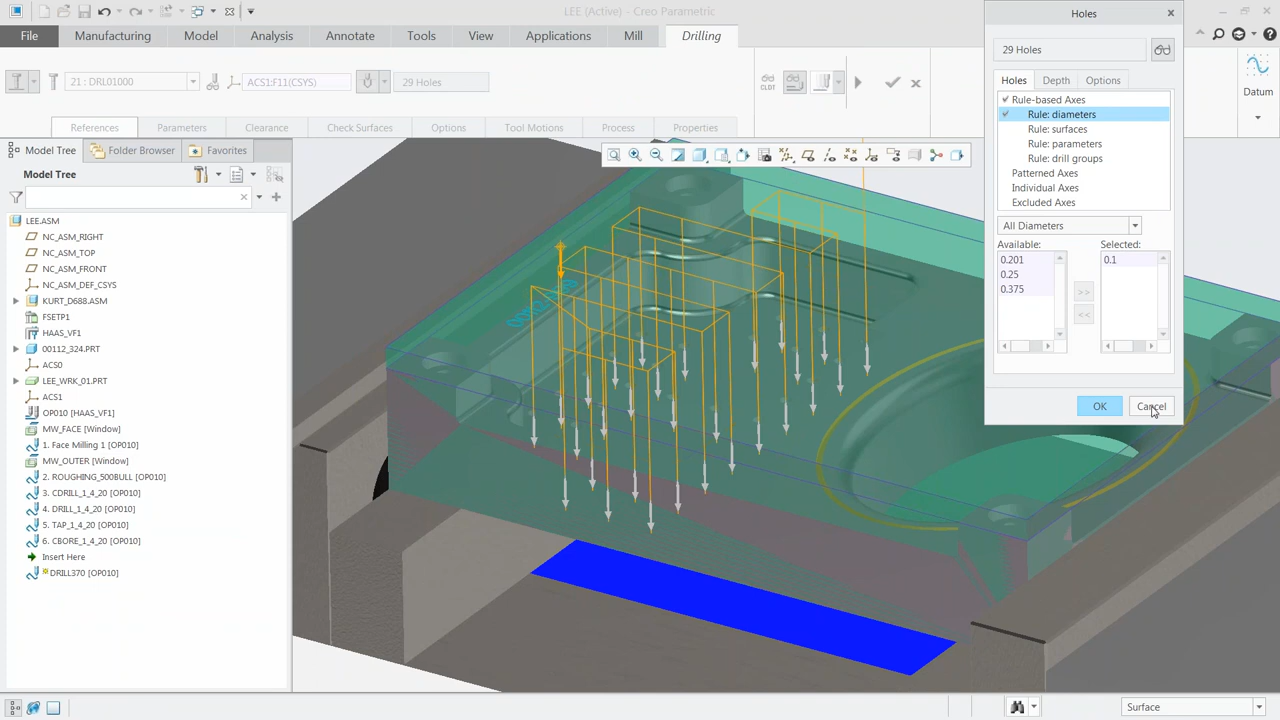 LEE (Active) - Creo Parametric
File
Manufacturing
Model
Analysis
Annotate
Tools
View
Applications
Mill
Drilling
21 : DRL01000
ACS1:F11(CSYS)
29 Holes
CLDT
Datum
References
Parameters
Clearance
Check Surfaces
Options
Tool Motions
Process
Properties
Model Tree
Folder Browser
Favorites
Model Tree
LEE.ASM
NC_ASM_RIGHT
NC_ASM_TOP
NC_ASM_FRONT
NC_ASM_DEF_CSYS
KURT_D688.ASM
FSETP1
HAAS_VF1
00112_324.PRT
ACS0
LEE_WRK_01.PRT
ACS1
OP010 [HAAS_VF1]
MW_FACE [Window]
1. Face Milling 1 [OP010]
MW_OUTER [Window]
2. ROUGHING_500BULL [OP010]
3. CDRILL_1_4_20 [OP010]
4. DRILL_1_4_20 [OP010]
5. TAP_1_4_20 [OP010]
6. CBORE_1_4_20 [OP010]
Insert Here
DRILL370 [OP010]
Holes
29 Holes
Holes
Depth
Options
Rule-based Axes
Rule: diameters
Rule: surfaces
Rule: parameters
Rule: drill groups
Patterned Axes
Individual Axes
Excluded Axes
All Diameters
Available:
Selected:
0.201
0.25
0.375
0.1
>>
<<
OK
Cancel
Surface